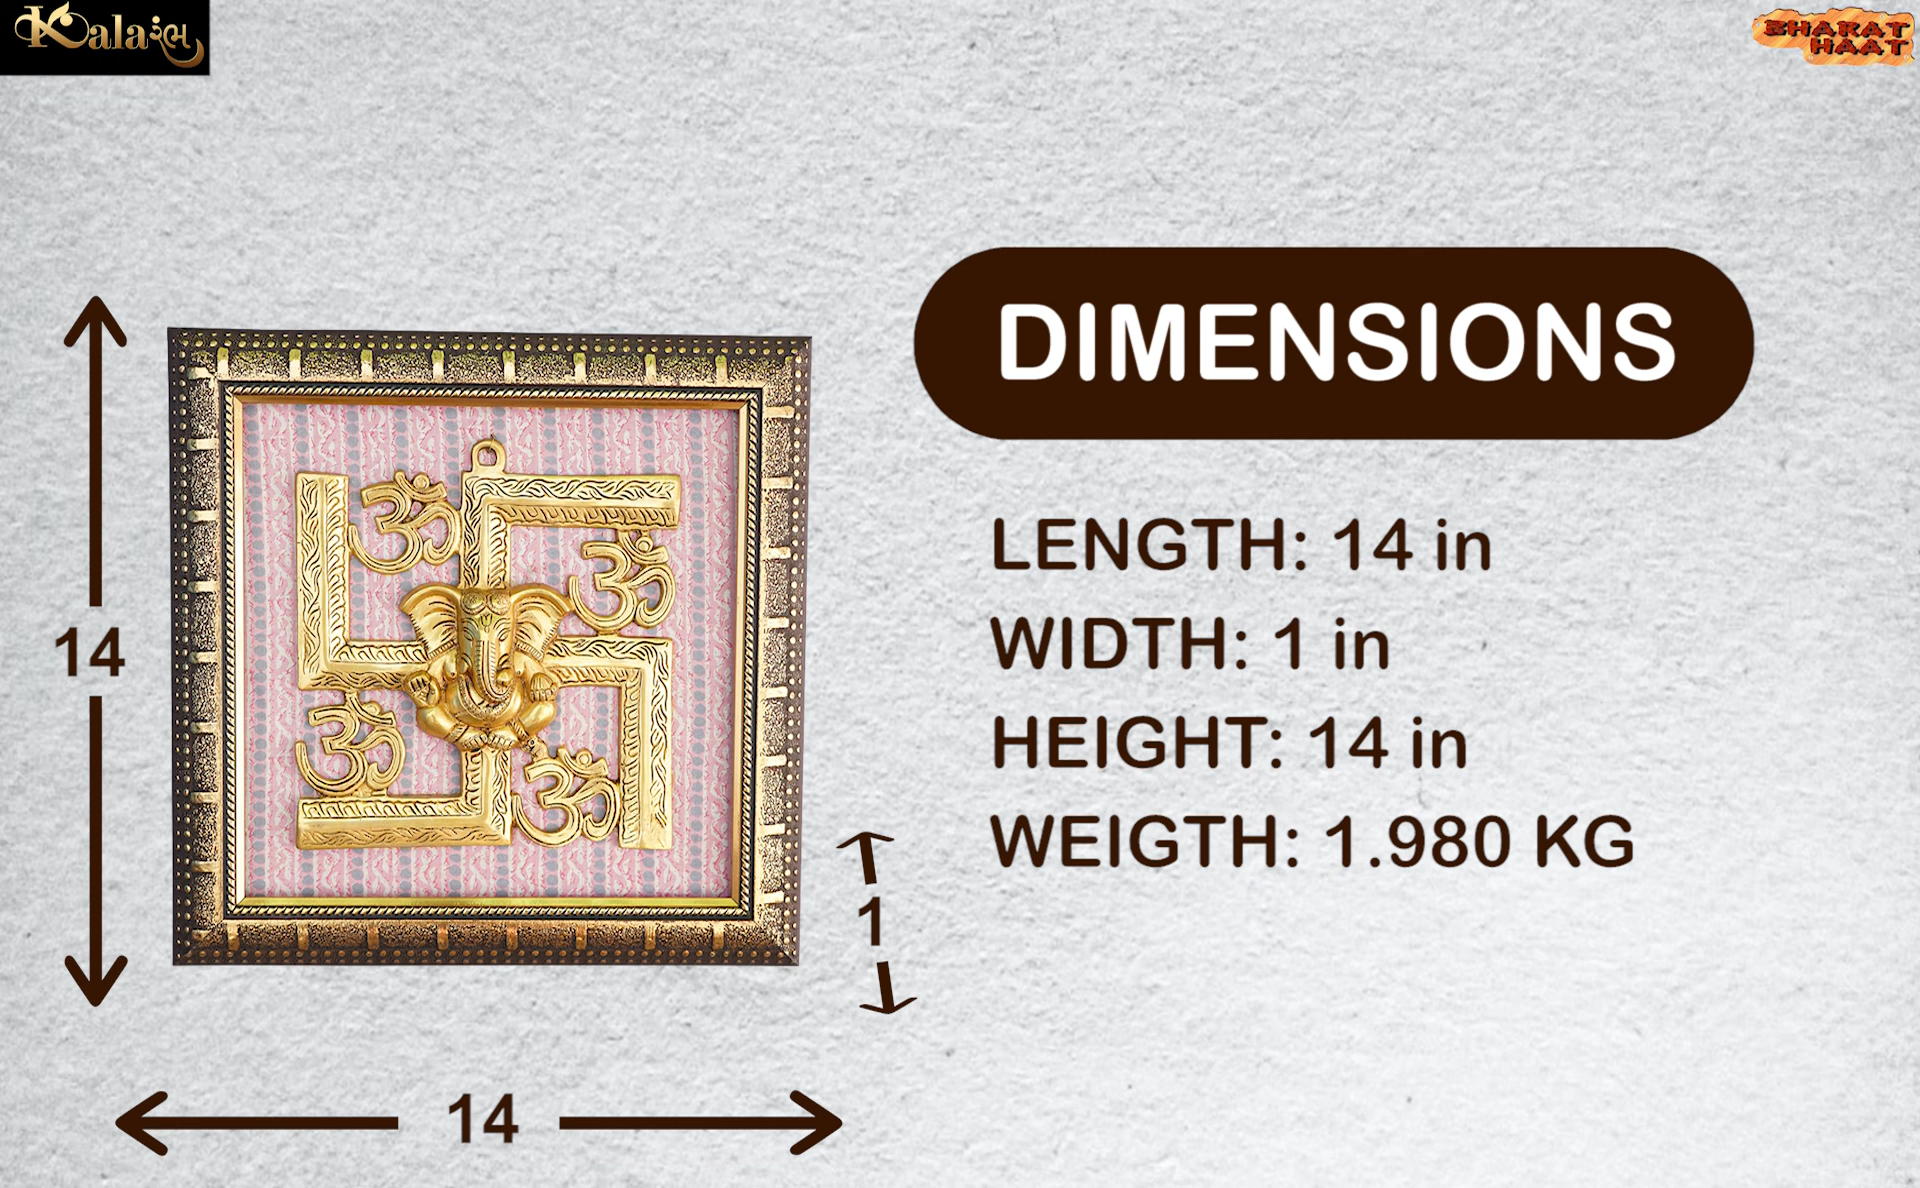 Kalaરંભ
BHARAT
HAAT
DIMENSIONS
LENGTH: 14 in
WIDTH: 1 in
HEIGHT: 14 in
WEIGTH: 1.980 KG
14
1
14
ॐ
ॐ
ॐ
ॐ